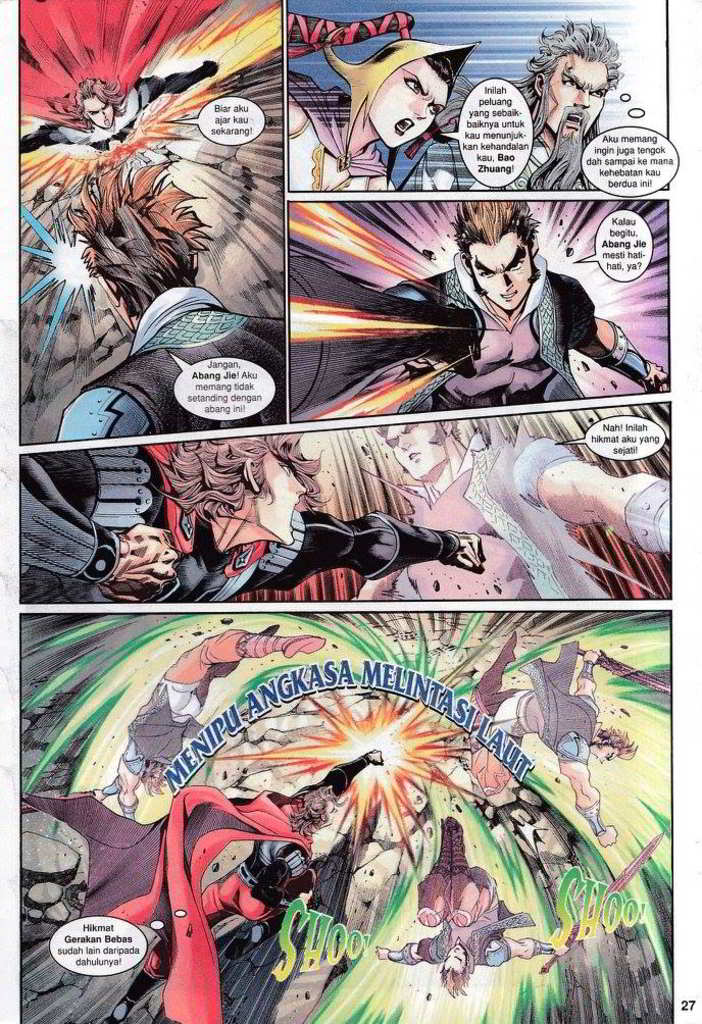 Biar aku
ajar kau
sekarang!
Jangan,
Abang Jie! Aku
memang tidak
setanding dengan
abang ini!
Inilah
peluang
yang sebaik-
baiknya untuk
kau menunjuk-
kan kehandalan
kau, Bao
Zhuang!
Aku memang
ingin juga tengok
dah sampai ke mana
kehebatan kau
berdua ini!
Kalau
begitu,
Abang Jie
mesti hati-
hati, ya?
Nah! Inilah
hikmat aku yang
sejati!
MENIPU ANGKASA MELINTASI LAUT
Hikmat
Gerakan Bebas
sudah lain daripada
dahulunya!
SHOO!
SHOO!
27